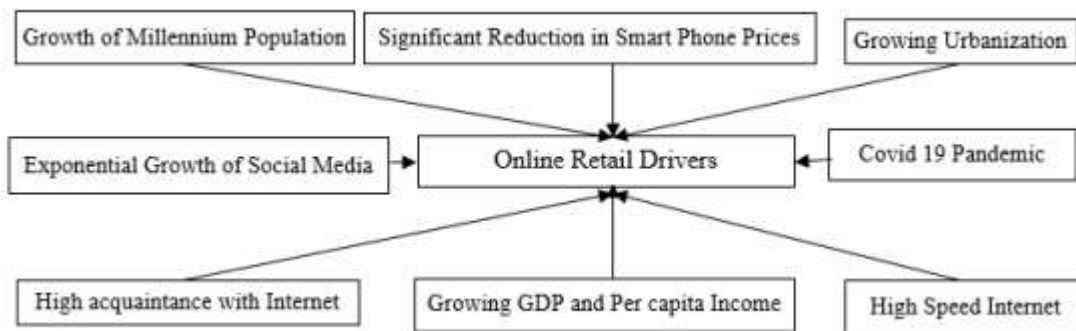 Growth of Millennium Population
Significant Reduction in Smart Phone Prices
Growing Urbanization
Exponential Growth of Social Media
Online Retail Drivers
Covid 19 Pandemic
High acquaintance with Internet
Growing GDP and Per capita Income
High Speed Internet